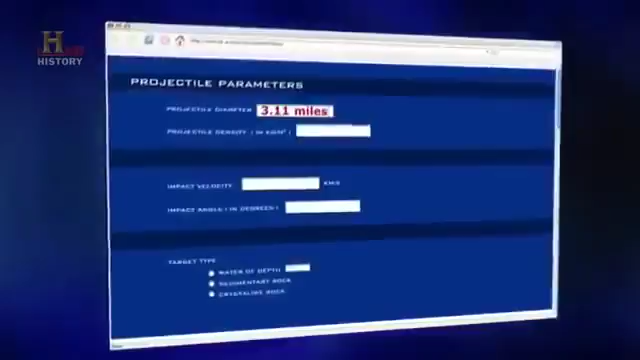 H
HISTORY
PROJECTILE PARAMETERS
PROJECTILE DIAMETER 3.11 miles
PROJECTILE DENSITY ( IN KG/M³ )
IMPACT VELOCITY KM/S
IMPACT ANGLE ( IN DEGREES )
TARGET TYPE
WATER OF DEPTH
SEDIMENTARY ROCK
CRYSTALINE ROCK